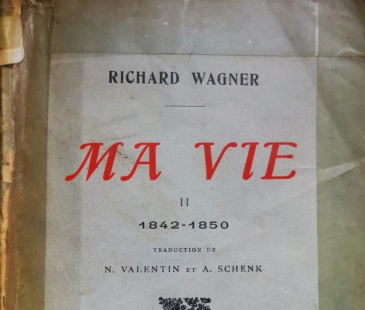 RICHARD WAGNER
MA VIE
II
1842-1850
TRADUCTION DE
N. VALENTIN ET A. SCHENK